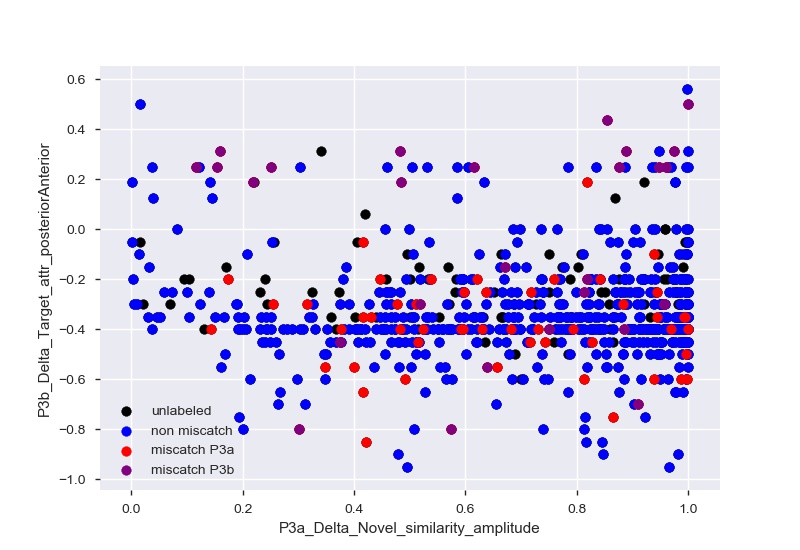 0.6
0.4
0.2
0.0
−0.2
−0.4
−0.6
−0.8
−1.0
P3b_Delta_Target_attr_posteriorAnterior
unlabeled
non miscatch
miscatch P3a
miscatch P3b
0.0 0.2 0.4 0.6 0.8 1.0
P3a_Delta_Novel_similarity_amplitude